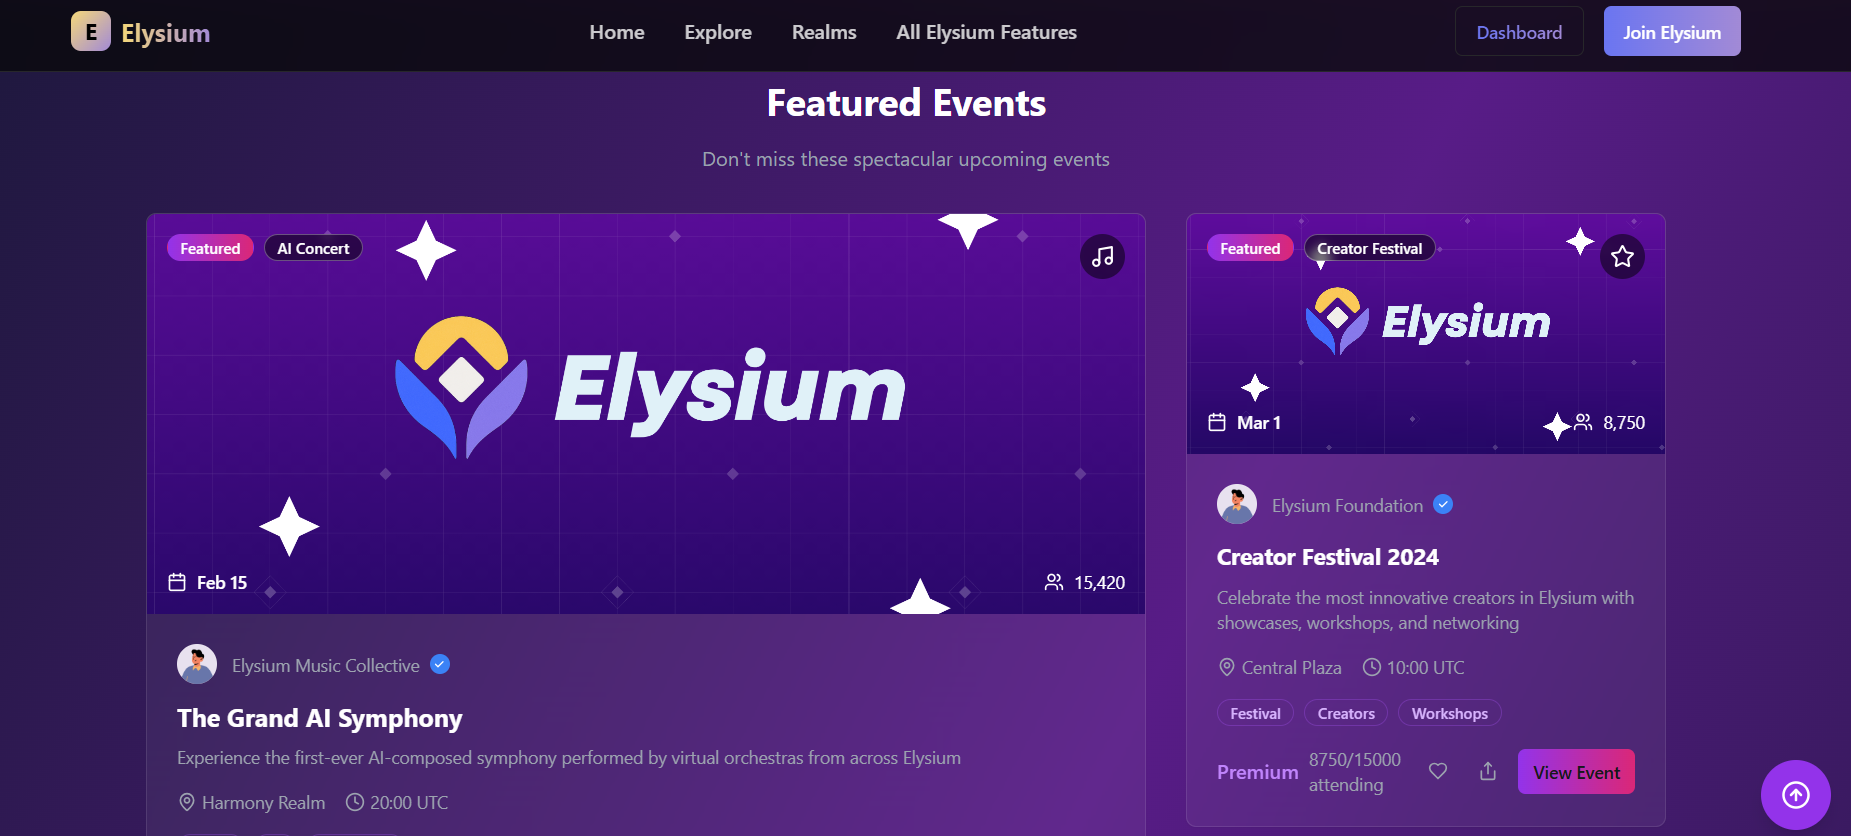 E Elysium
Home Explore Realms All Elysium Features
Dashboard Join Elysium
Featured Events
Don't miss these spectacular upcoming events
Featured AI Concert
Elysium
Feb 15 15,420
Elysium Music Collective
The Grand AI Symphony
Experience the first-ever AI-composed symphony performed by virtual orchestras from across Elysium
Harmony Realm 20:00 UTC
Featured Creator Festival
Elysium
Mar 1 8,750
Elysium Foundation
Creator Festival 2024
Celebrate the most innovative creators in Elysium with
showcases, workshops, and networking
Central Plaza 10:00 UTC
Festival Creators Workshops
Premium 8750/15000
attending
View Event